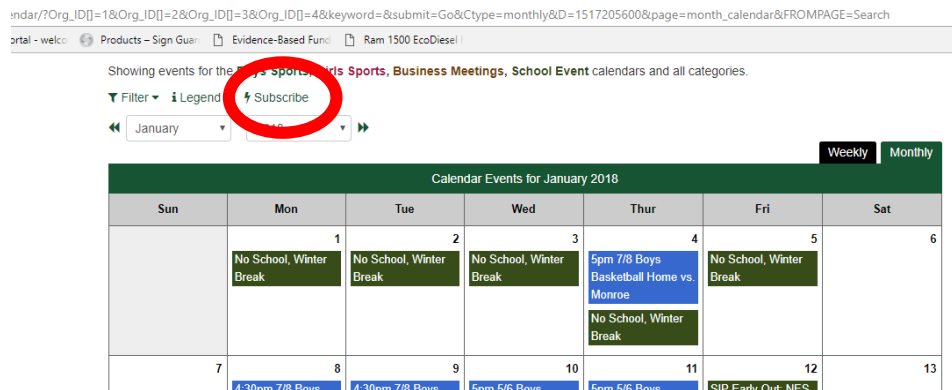 endar/?Org_ID[]=1&Org_ID[]=2&Org_ID[]=3&Org_ID[]=4&keyword=&submit=Go&Ctype=monthly&D=1517205600&page=month_calendar&FROMPAGE=Search
ortal - welco Products – Sign Guar Evidence-Based Fund Ram 1500 EcoDiesel
Showing events for the Boys Sports, Girls Sports, Business Meetings, School Event calendars and all categories.
Filter Legend Subscribe
January 2018
Weekly Monthly
Calendar Events for January 2018
Sun Mon Tue Wed Thur Fri Sat
1 2 3 4 5 6
No School, Winter Break
No School, Winter Break
No School, Winter Break
5pm 7/8 Boys Basketball Home vs. Monroe
No School, Winter Break
No School, Winter Break
7 8 9 10 11 12 13
4:30pm 7/8 Boys 4:30pm 7/8 Boys 5pm 5/6 Boys 5pm 5/6 Boys SIP Early Out: NES